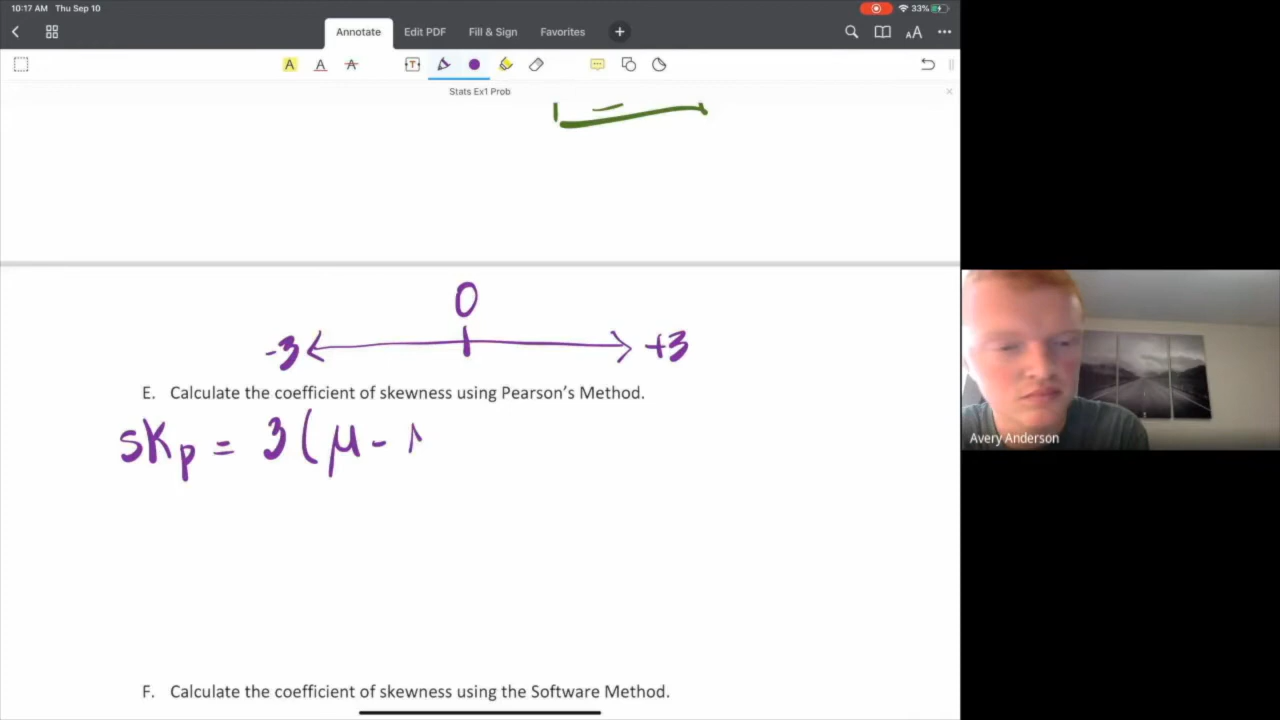 10:17 AM Thu Sep 10
33%
Annotate Edit PDF Fill & Sign Favorites
AA
A A A T
Stats Ex1 Prob
0
-3 +3
E. Calculate the coefficient of skewness using Pearson's Method.
SKp = 3 ( μ -
Avery Anderson
F. Calculate the coefficient of skewness using the Software Method.